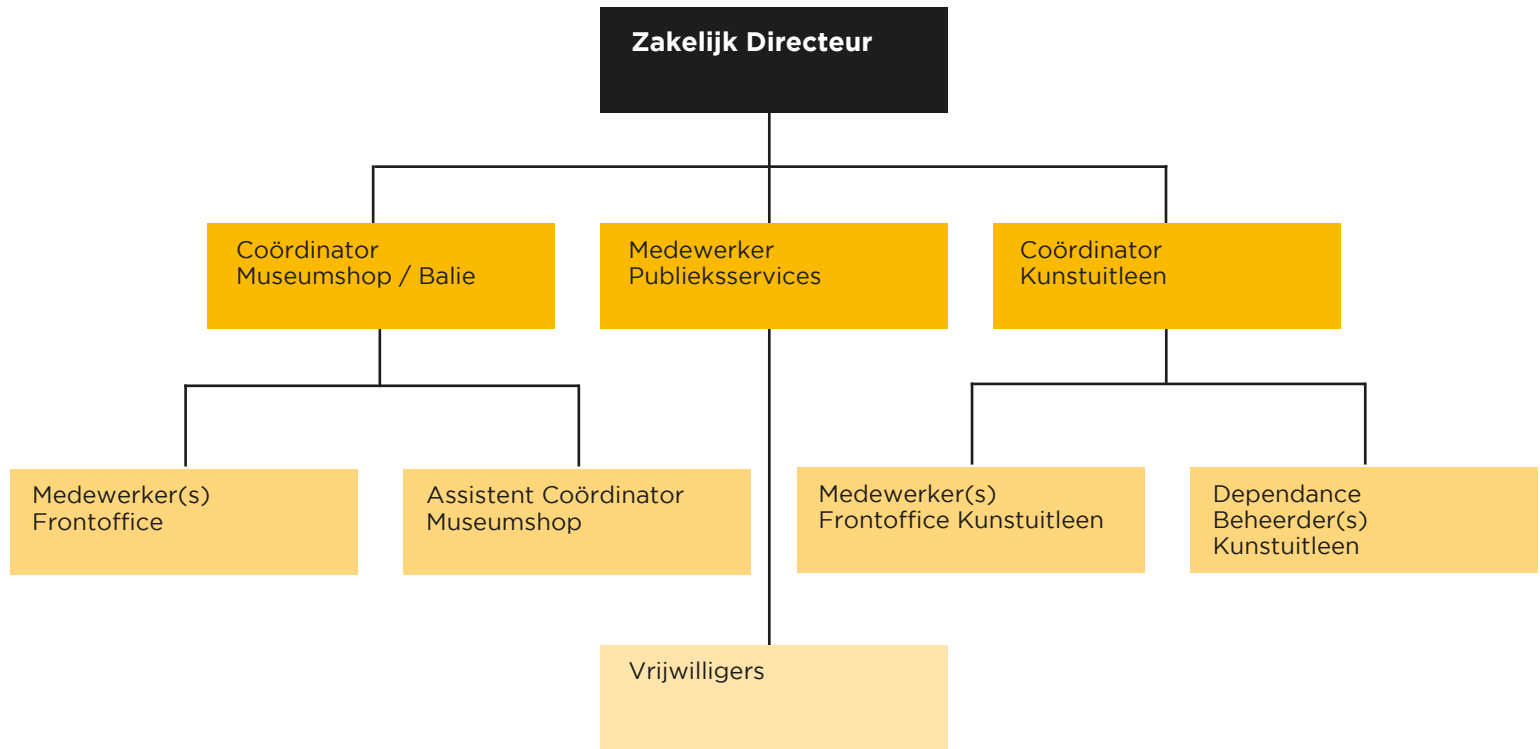 Zakelijk Directeur
Coördinator
Museumshop / Balie
Medewerker
Publieksservices
Coördinator
Kunstuitleen
Medewerker(s)
Frontoffice
Assistent Coördinator
Museumshop
Medewerker(s)
Frontoffice Kunstuitleen
Dependance
Beheerder(s)
Kunstuitleen
Vrijwilligers